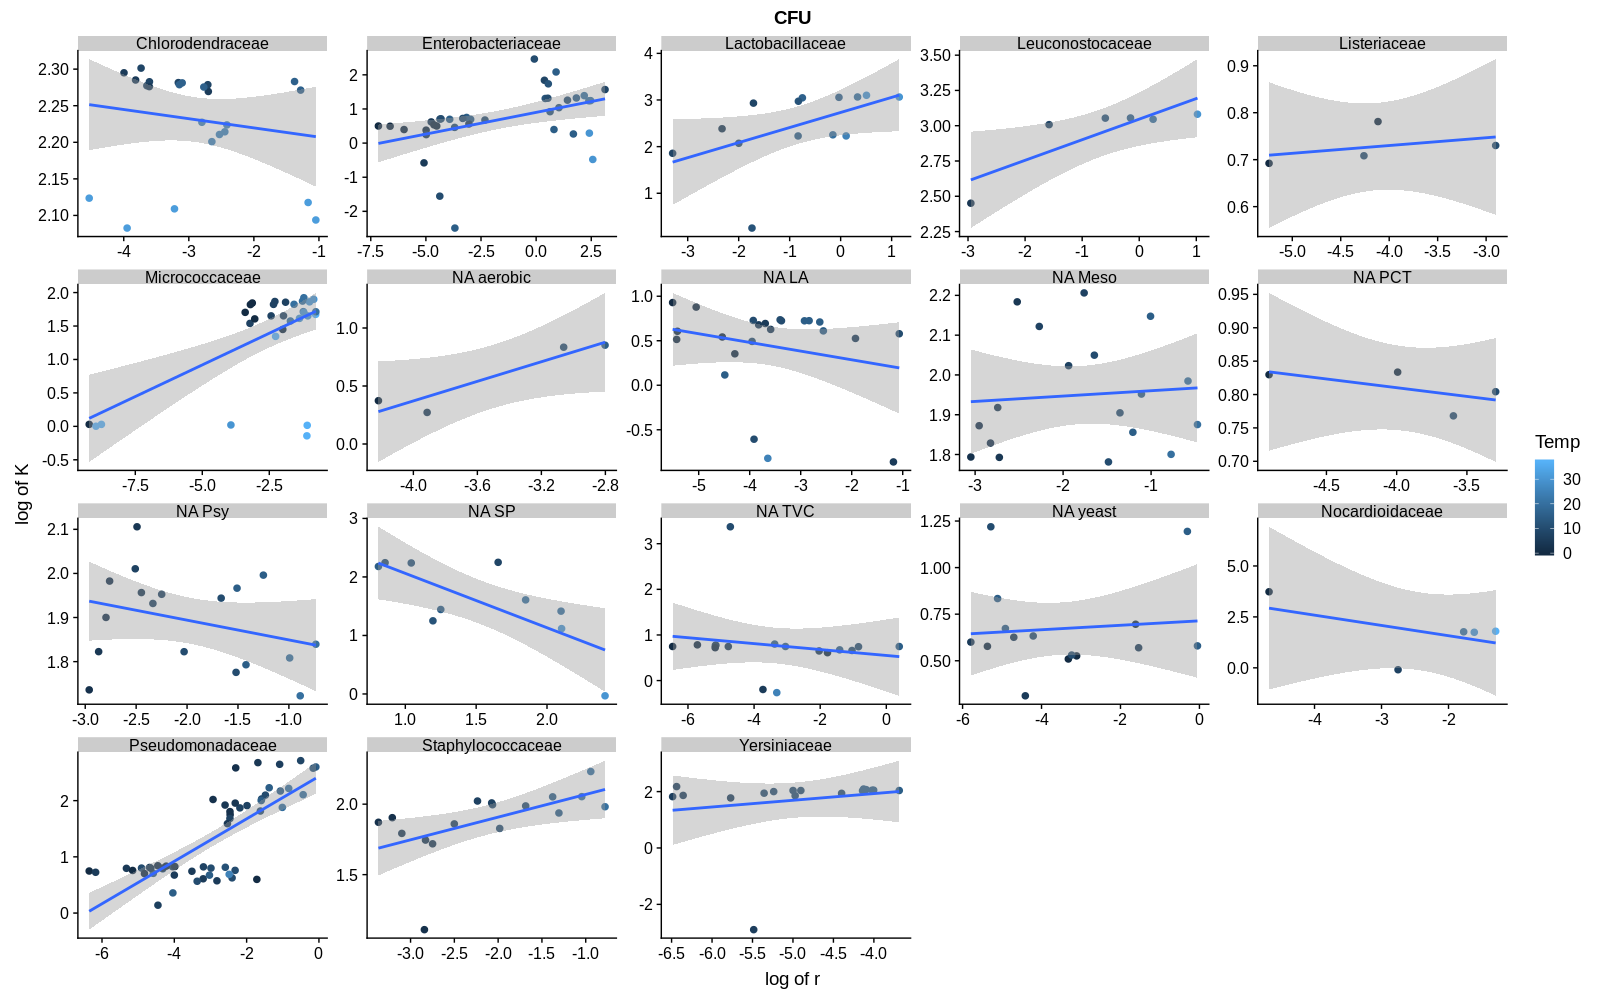 CFU
Chlorodendraceae Enterobacteriaceae Lactobacillaceae Leuconostocaceae Listeriaceae
2.30 2.25 2.20 2.15 2.10
-4 -3 -2 -1
2 1 0 -1 -2
-7.5 -5.0 -2.5 0.0 2.5
4 3 2 1
-3 -2 -1 0 1
3.50 3.25 3.00 2.75 2.50 2.25
-3 -2 -1 0 1
0.9 0.8 0.7 0.6
-5.0 -4.5 -4.0 -3.5 -3.0
Micrococcaceae NA aerobic NA LA NA Meso NA PCT
2.0 1.5 1.0 0.5 0.0 -0.5
-7.5 -5.0 -2.5
1.0 0.5 0.0
-4.0 -3.6 -3.2 -2.8
1.0 0.5 0.0 -0.5
-5 -4 -3 -2 -1
2.2 2.1 2.0 1.9 1.8
-3 -2 -1
0.95 0.90 0.85 0.80 0.75 0.70
-4.5 -4.0 -3.5
NA Psy NA SP NA TVC NA yeast Nocardioidaceae
2.1 2.0 1.9 1.8
-3.0 -2.5 -2.0 -1.5 -1.0
3 2 1 0
1.0 1.5 2.0
3 2 1 0
-6 -4 -2 0
1.25 1.00 0.75 0.50
-6 -4 -2 0
5.0 2.5 0.0
-4 -3 -2
Pseudomonadaceae Staphylococcaceae Yersiniaceae
2 1 0
-6 -4 -2 0
2.0 1.5
-3.0 -2.5 -2.0 -1.5 -1.0
2 0 -2
-6.5 -6.0 -5.5 -5.0 -4.5 -4.0
log of K
log of r
Temp
30
20
10
0